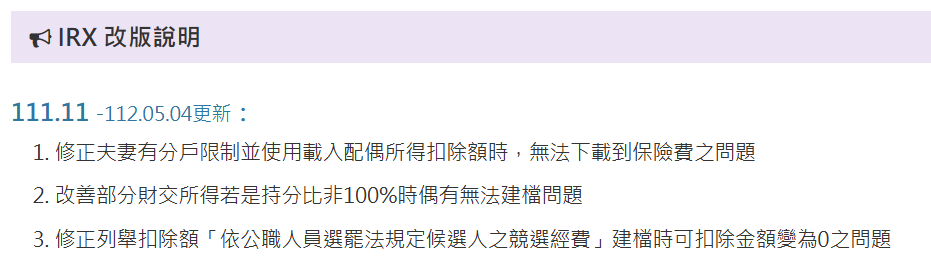 IRX 改版說明
111.11 -112.05.04更新：
1. 修正夫妻有分戶限制並使用載入配偶所得扣除額時，無法下載到保險費之問題
2. 改善部分財交所得若是持分比非100%時偶有無法建檔問題
3. 修正列舉扣除額「依公職人員選罷法規定候選人之競選經費」建檔時可扣除金額變為0之問題